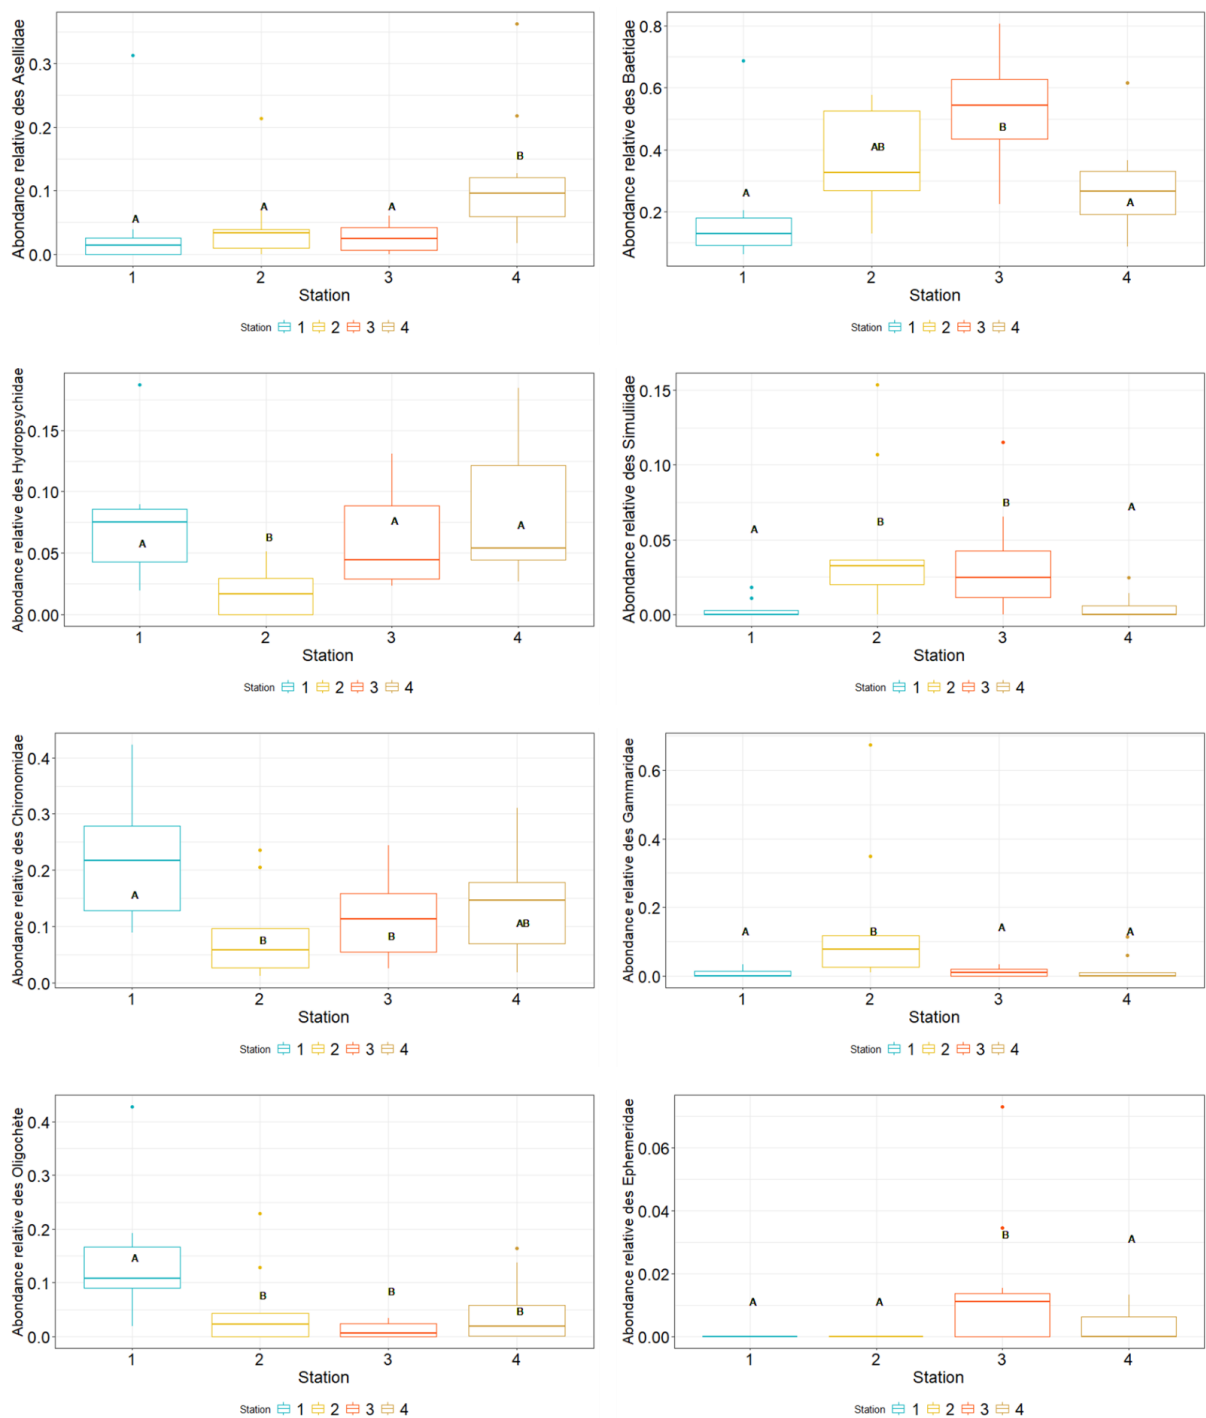 Abondance relative des Asellidae
0.3
0.2
0.1
0.0
A
A
A
B
1 2 3 4
Station
Station 1 2 3 4
Abondance relative des Baetidae
0.8
0.6
0.4
0.2
A
AB
B
A
1 2 3 4
Station
Station 1 2 3 4
Abondance relative des Hydropsychidae
0.15
0.10
0.05
0.00
A
B
A
A
1 2 3 4
Station
Station 1 2 3 4
Abondance relative des Simuliidae
0.15
0.10
0.05
0.00
A
B
B
A
1 2 3 4
Station
Station 1 2 3 4
Abondance relative des Chironomidae
0.4
0.3
0.2
0.1
0.0
A
B
B
AB
1 2 3 4
Station
Station 1 2 3 4
Abondance relative des Gammaridae
0.6
0.4
0.2
0.0
A
B
A
A
1 2 3 4
Station
Station 1 2 3 4
Abondance relative des Oligochète
0.4
0.3
0.2
0.1
0.0
A
B
B
B
1 2 3 4
Station
Station 1 2 3 4
Abondance relative des Ephemeridae
0.06
0.04
0.02
0.00
A
A
B
A
1 2 3 4
Station
Station 1 2 3 4